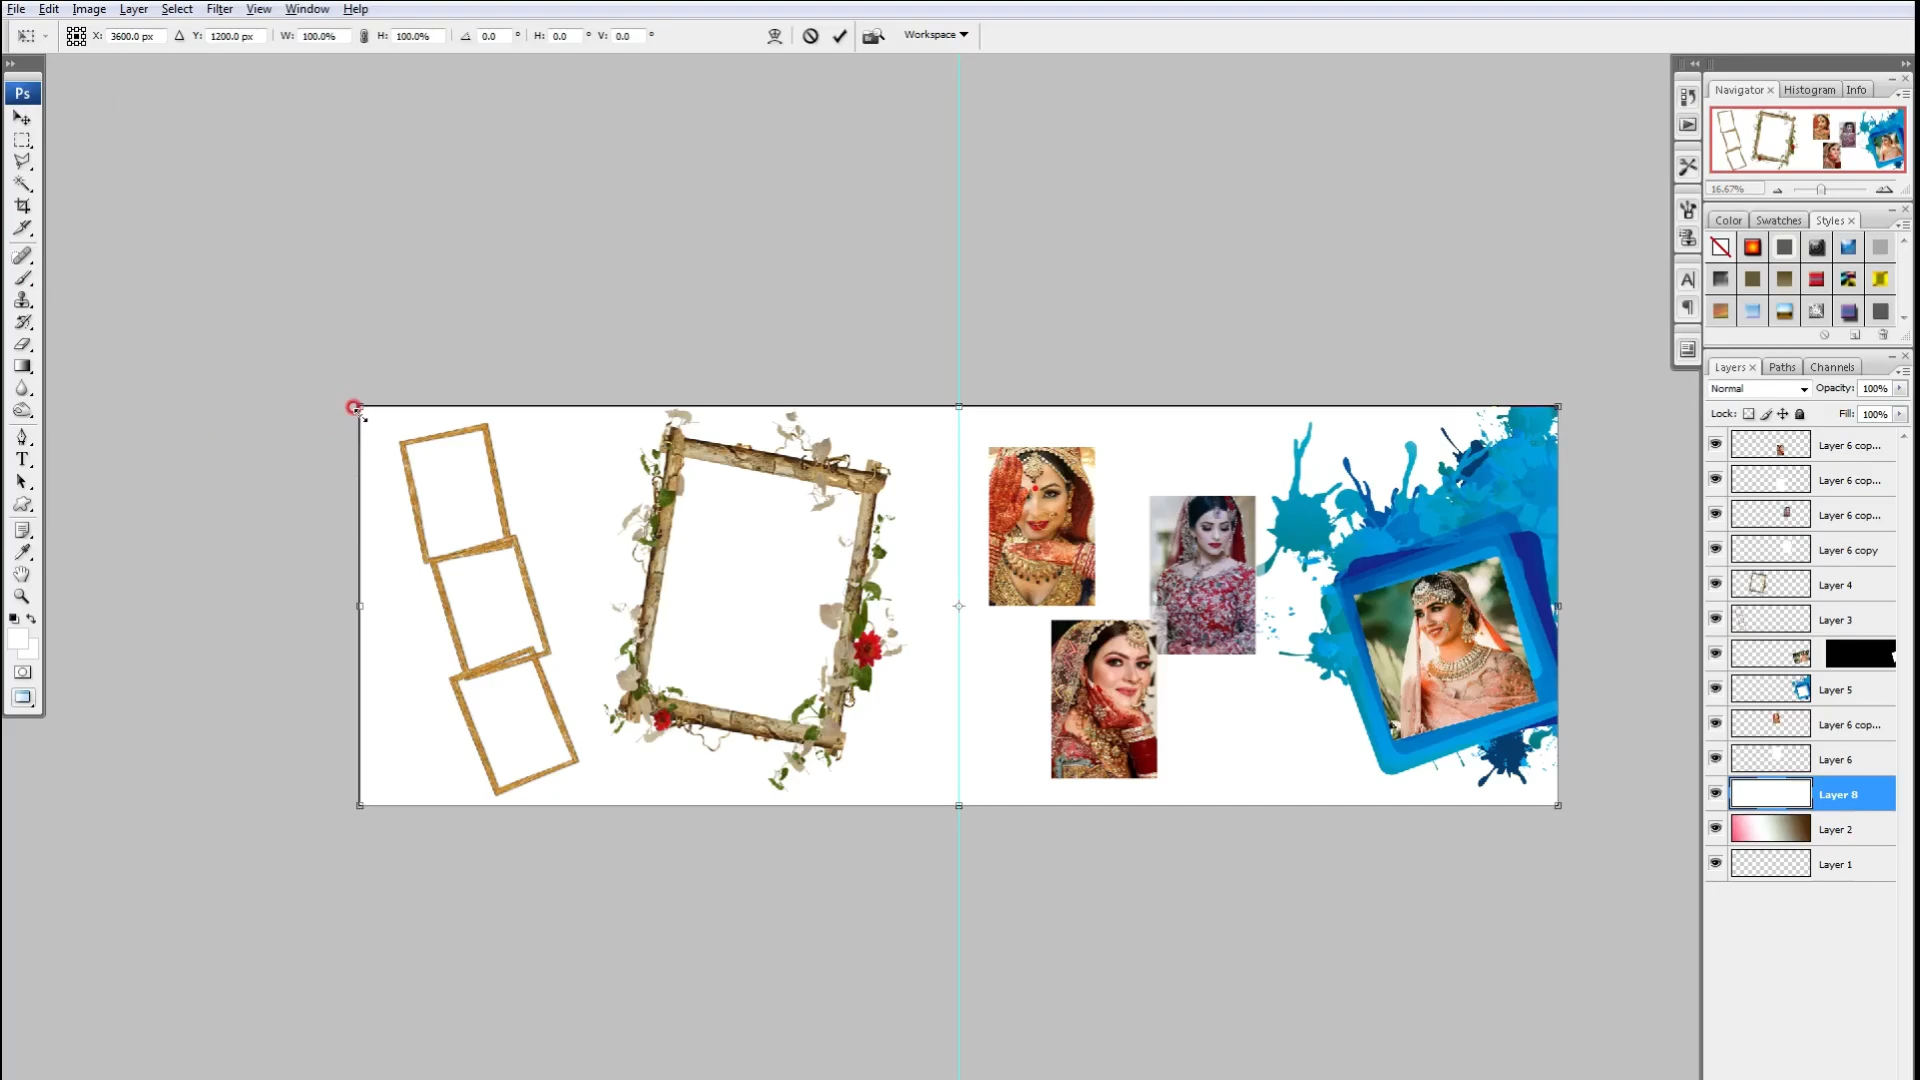 File Edit Image Layer Select Filter View Window Help
X: 3600.0 px Y: 1200.0 px W: 100.0% H: 100.0% 0.0 ° H: 0.0 ° V: 0.0 ° Workspace
Ps
T
Navigator Histogram Info
16.67%
Color Swatches Styles
A
Layers Paths Channels
Normal Opacity: 100%
Lock: Fill: 100%
Layer 6 cop...
Layer 6 cop...
Layer 6 cop...
Layer 6 copy
Layer 4
Layer 3
Layer 5
Layer 6 cop...
Layer 6
Layer 8
Layer 2
Layer 1